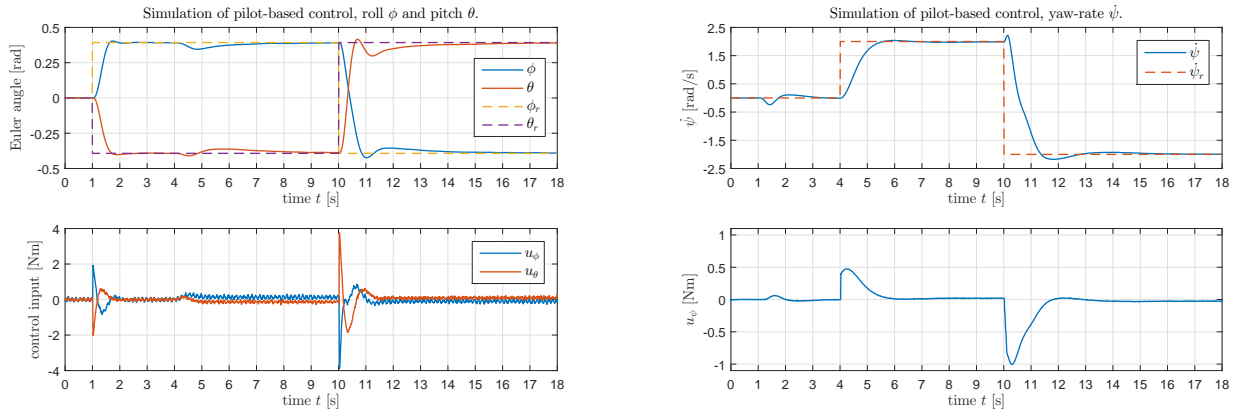 Simulation of pilot-based control, roll ϕ and pitch θ.
Euler angle [rad]
0.5
0.25
0
-0.25
-0.5
ϕ
θ
ϕ_r
θ_r
0 1 2 3 4 5 6 7 8 9 10 11 12 13 14 15 16 17 18
time t [s]
control input [Nm]
4
2
0
-2
-4
u_ϕ
u_θ
0 1 2 3 4 5 6 7 8 9 10 11 12 13 14 15 16 17 18
time t [s]
Simulation of pilot-based control, yaw-rate ψ̇.
ψ̇ [rad/s]
2.5
1.5
0.5
-0.5
-1.5
-2.5
ψ̇
ψ̇_r
0 1 2 3 4 5 6 7 8 9 10 11 12 13 14 15 16 17 18
time t [s]
u_ψ [Nm]
1
0.5
0
-0.5
-1
0 1 2 3 4 5 6 7 8 9 10 11 12 13 14 15 16 17 18
time t [s]